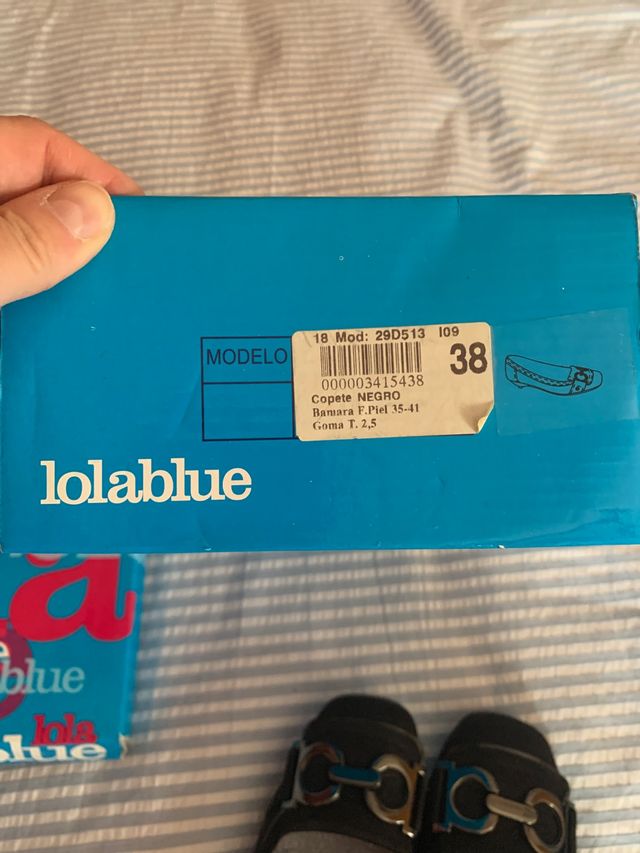 18 Mod: 29D513 I09
MODELO
38
000003415438
Copete NEGRO
Bamara F.Piel 35-41
Goma T. 2,5
lolablue
a
blue
lola
blue